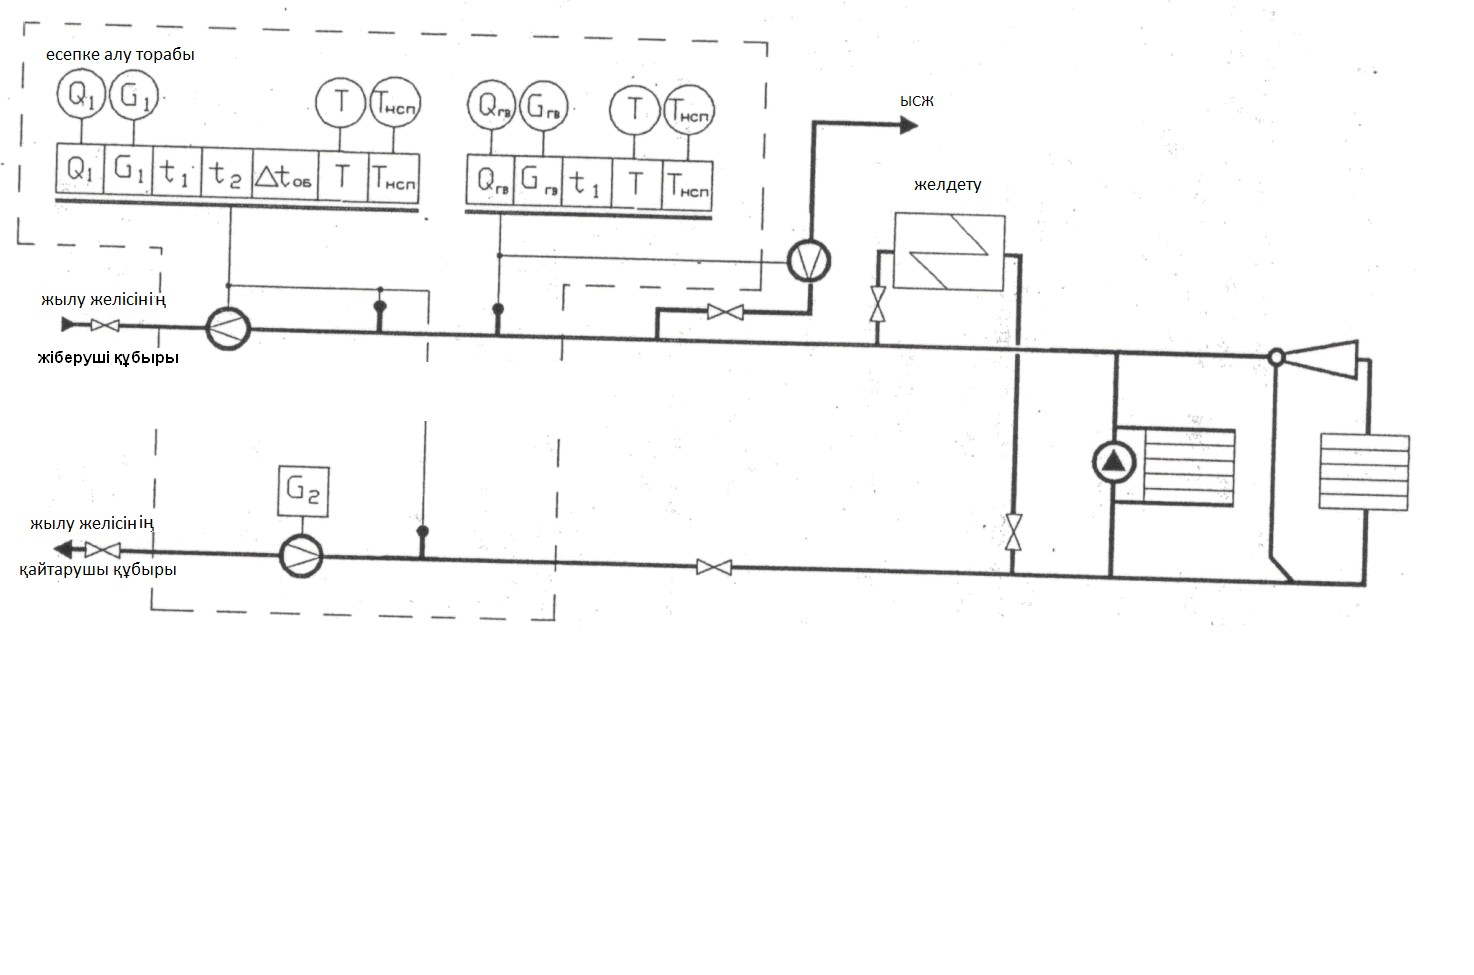 есепке алу торабы
Q1 G1 T Tнсп Qгв Gгв T Tнсп
Q1 G1 t1 t2 Δtоб T Tнсп Qгв Gгв t1 T Tнсп
ысж
желдету
жылу желісінің
жіберуші құбыры
G2
жылу желісінің
қайтарушы құбыры